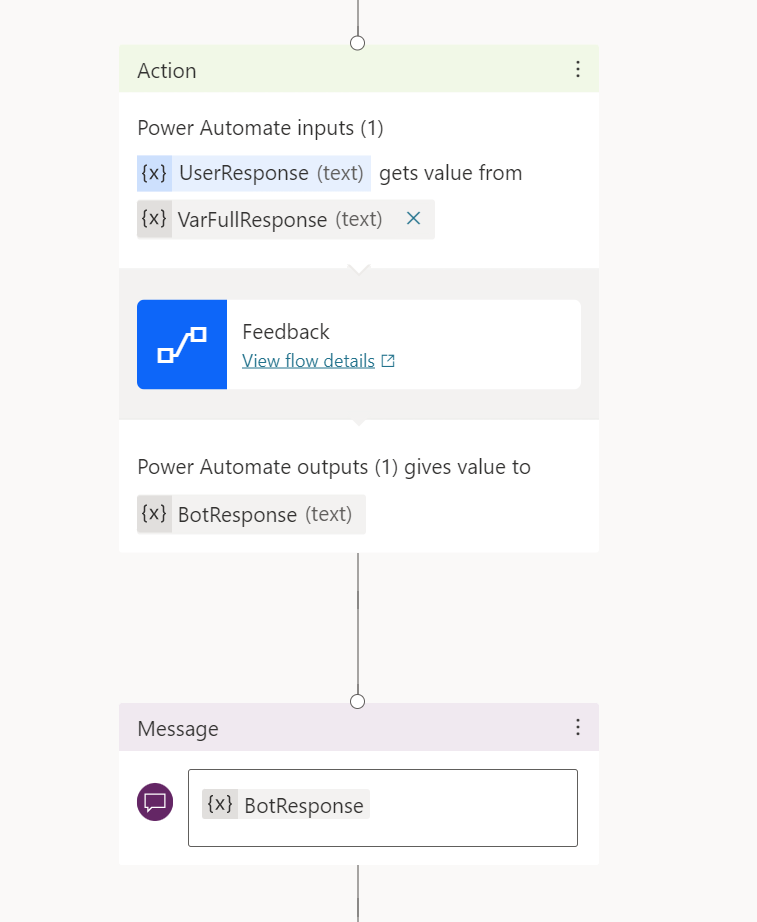 Action
Power Automate inputs (1)
{x} UserResponse (text) gets value from
{x} VarFullResponse (text)
Feedback
View flow details
Power Automate outputs (1) gives value to
{x} BotResponse (text)
Message
{x} BotResponse